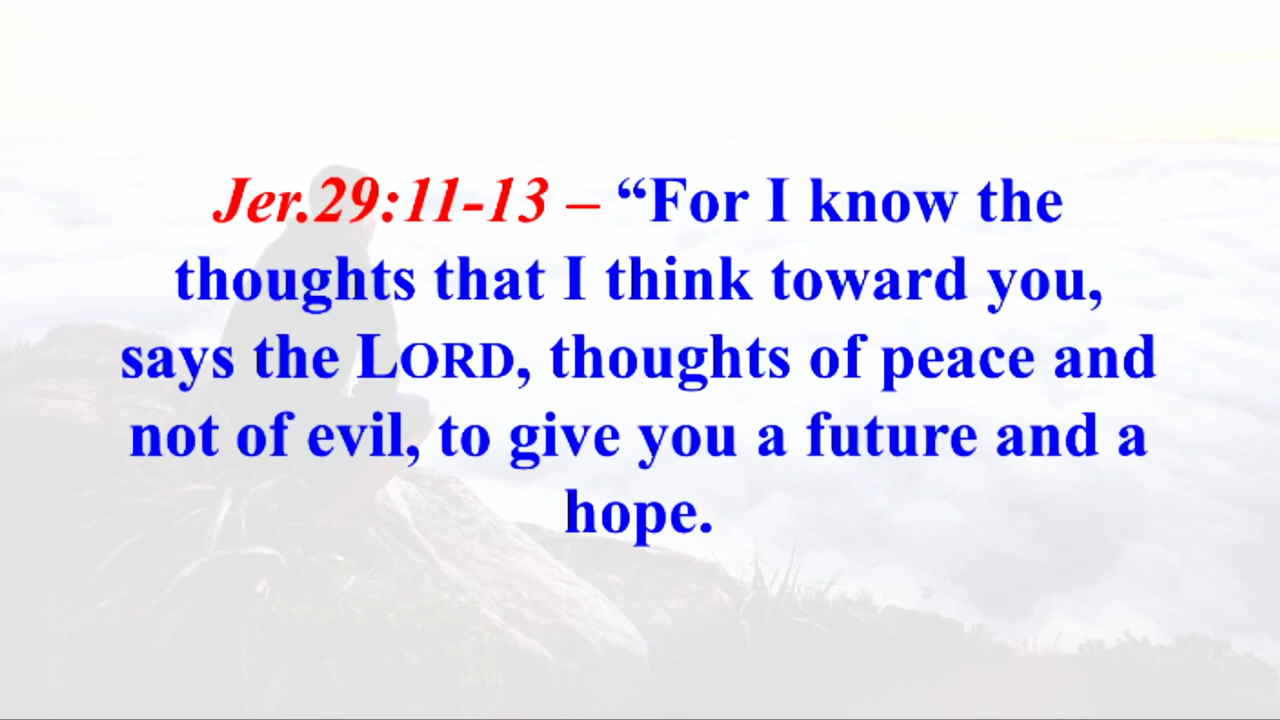 Jer.29:11-13 – “For I know the
thoughts that I think toward you,
says the LORD, thoughts of peace and
not of evil, to give you a future and a
hope.